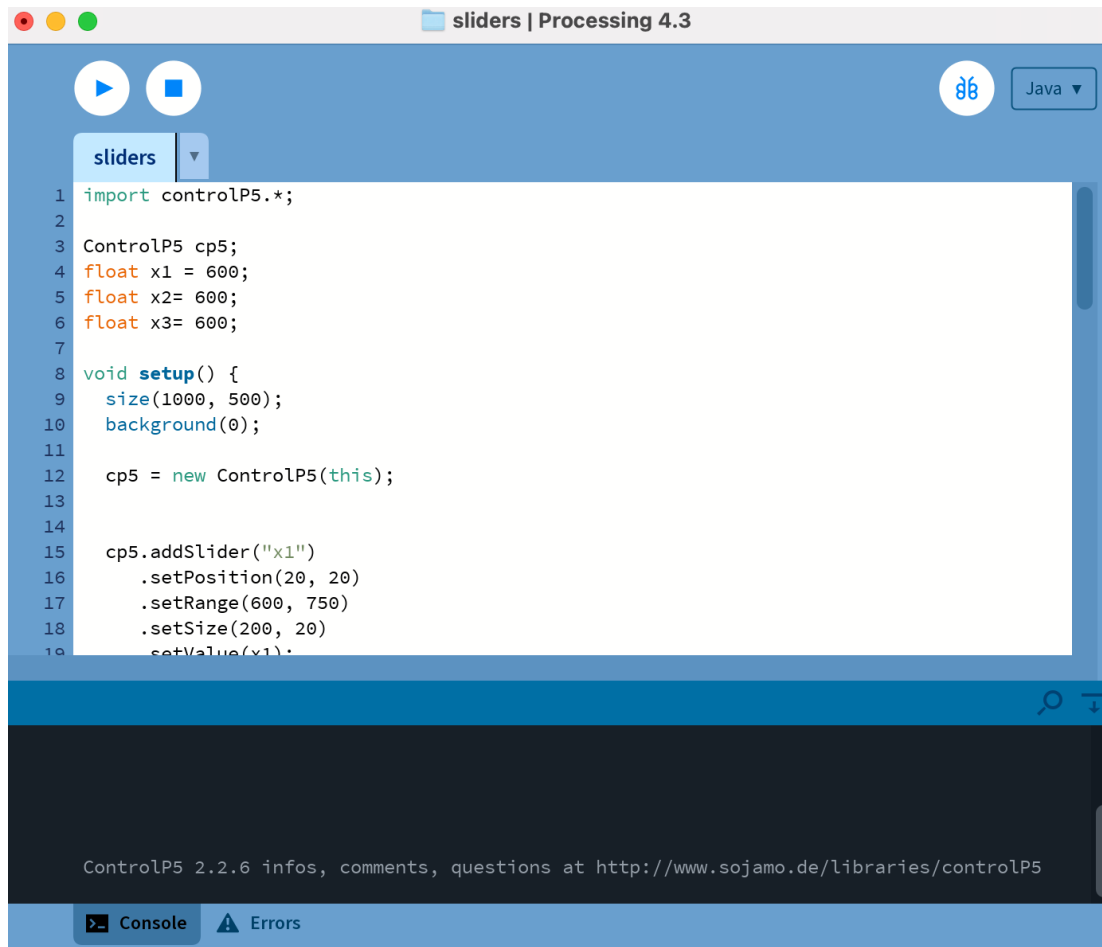 sliders | Processing 4.3
Java ▼
sliders ▼
1 import controlP5.*;
2
3 ControlP5 cp5;
4 float x1 = 600;
5 float x2= 600;
6 float x3= 600;
7
8 void setup() {
9 size(1000, 500);
10 background(0);
11
12 cp5 = new ControlP5(this);
13
14
15 cp5.addSlider("x1")
16 .setPosition(20, 20)
17 .setRange(600, 750)
18 .setSize(200, 20)
19 .setValue(x1);
ControlP5 2.2.6 infos, comments, questions at http://www.sojamo.de/libraries/controlP5
Console Errors